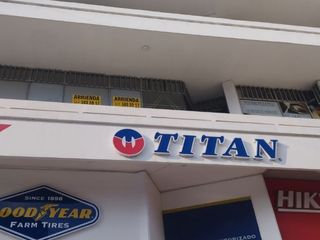 ARRIENDA
ARRIENDA
TITAN
SINCE 1898
GOODYEAR
FARM TIRES
HIK